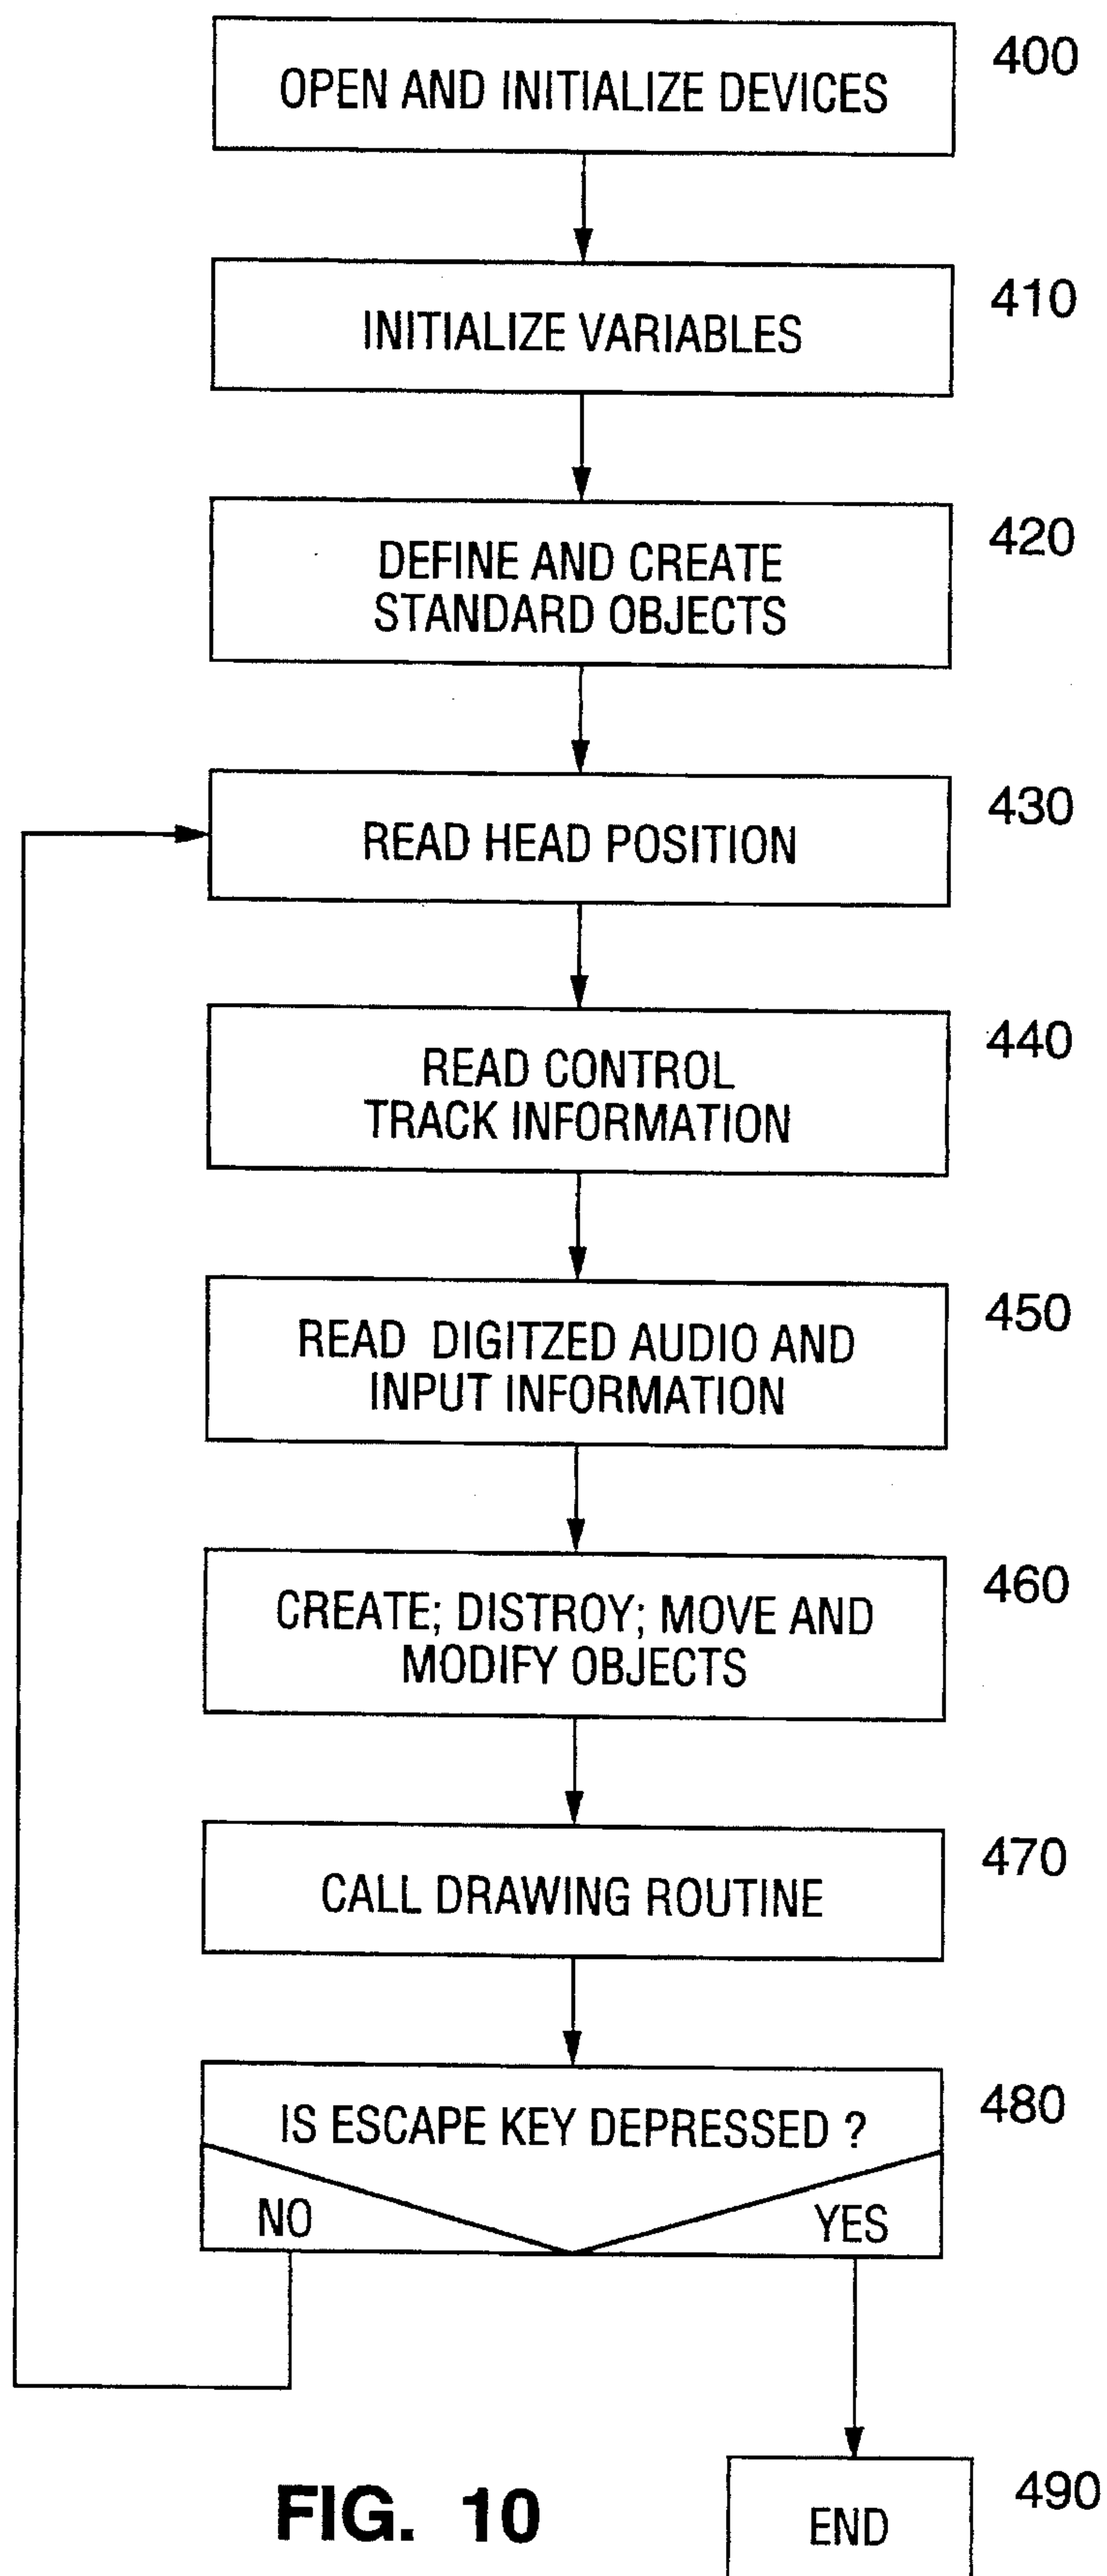 OPEN AND INITIALIZE DEVICES
400
INITIALIZE VARIABLES
410
DEFINE AND CREATE
STANDARD OBJECTS
420
READ HEAD POSITION
430
READ CONTROL
TRACK INFORMATION
440
READ DIGITZED AUDIO AND
INPUT INFORMATION
450
CREATE; DISTROY; MOVE AND
MODIFY OBJECTS
460
CALL DRAWING ROUTINE
470
IS ESCAPE KEY DEPRESSED ?
480
NO
YES
END
490
FIG. 10